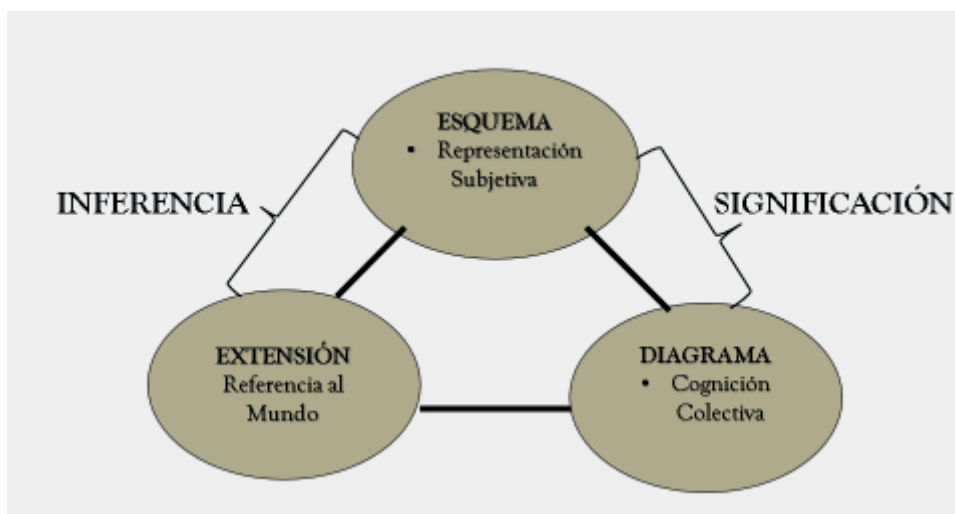 ESQUEMA
▪ Representación
Subjetiva
INFERENCIA
SIGNIFICACIÓN
EXTENSIÓN
Referencia al
Mundo
DIAGRAMA
▪ Cognición
Colectiva